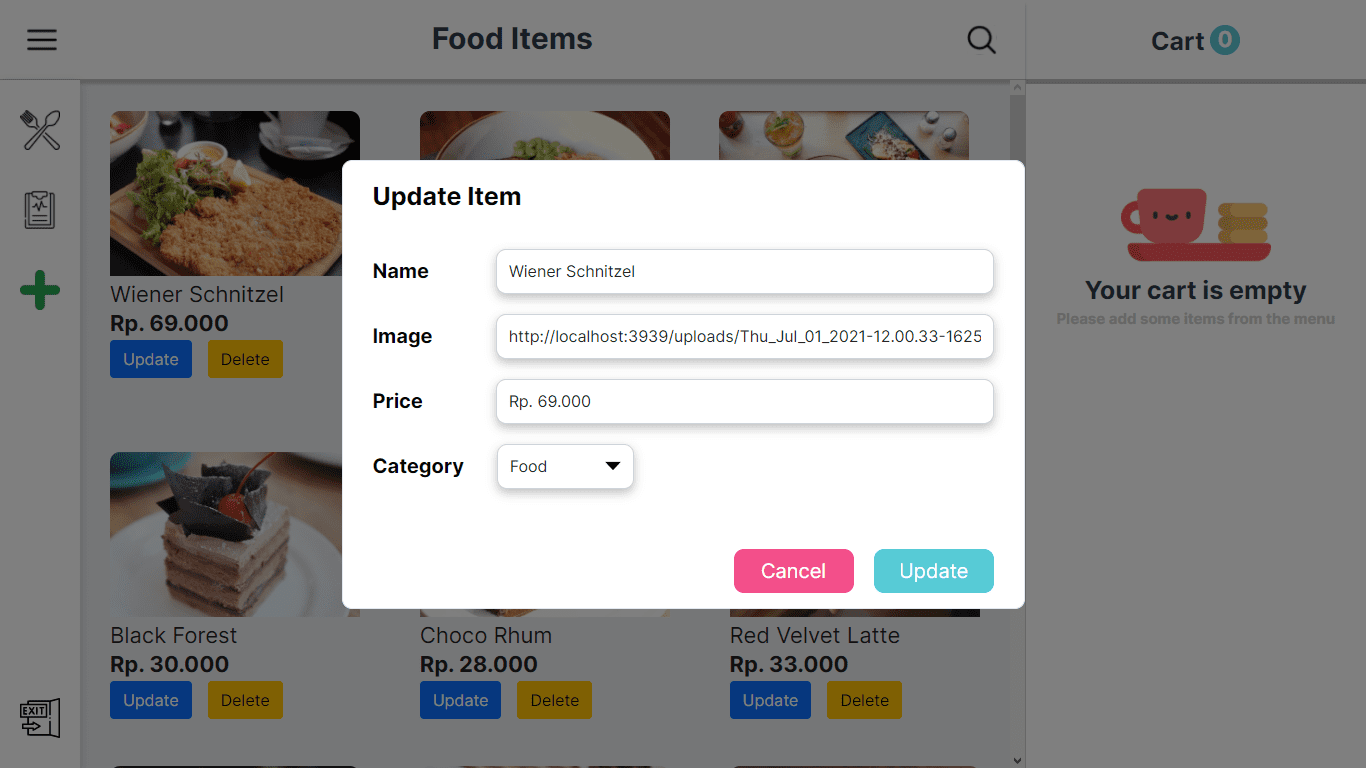 Food Items
Cart 0
Update Item
Name
Wiener Schnitzel
Image
http://localhost:3939/uploads/Thu_Jul_01_2021-12.00.33-1625
Price
Rp. 69.000
Category
Food
Cancel
Update
Wiener Schnitzel
Rp. 69.000
Update
Delete
Your cart is empty
Please add some items from the menu
Black Forest
Rp. 30.000
Update
Delete
Choco Rhum
Rp. 28.000
Update
Delete
Red Velvet Latte
Rp. 33.000
Update
Delete
EXIT